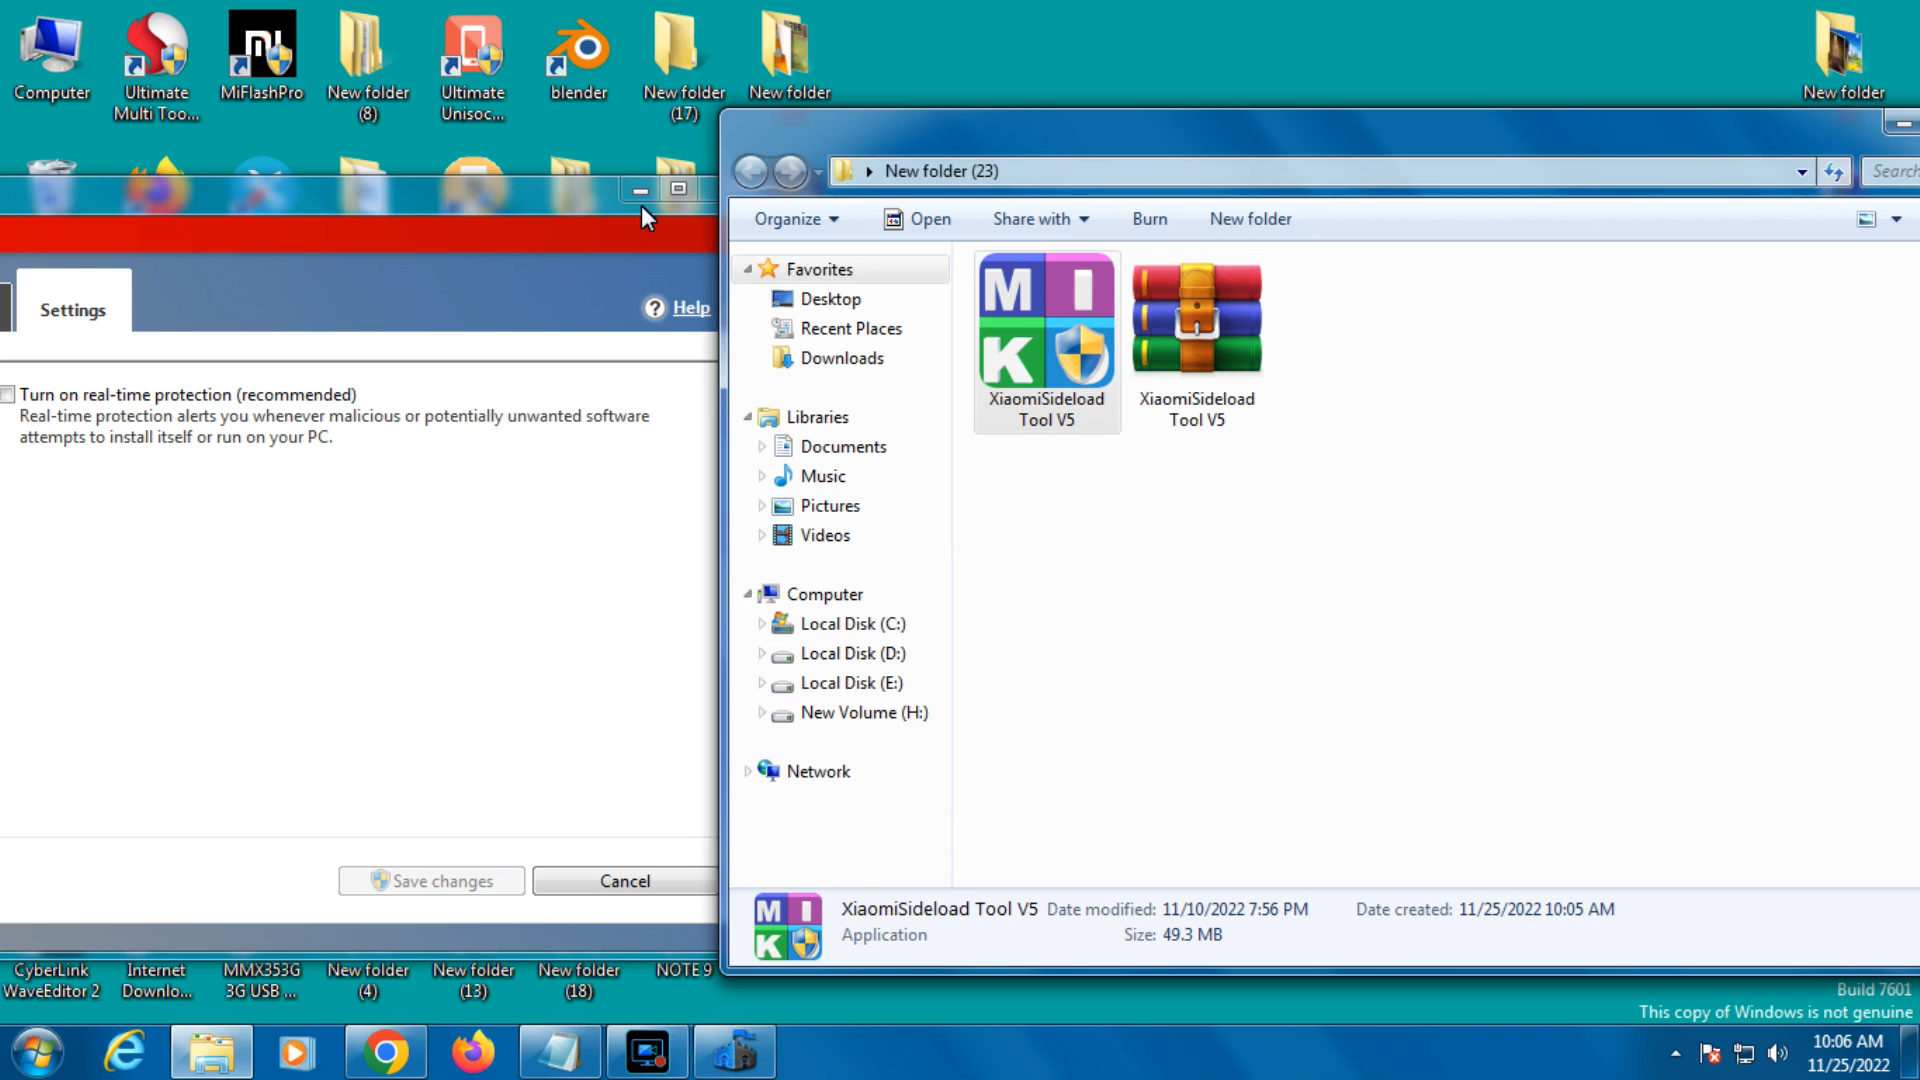 Computer
Ultimate
Multi Too...
MiFlashPro
New folder
(8)
Ultimate
Unisoc...
blender
New folder
(17)
New folder
New folder
New folder (23)
Search
Organize
Open
Share with
Burn
New folder
Settings
Help
Turn on real-time protection (recommended)
Real-time protection alerts you whenever malicious or potentially unwanted software
attempts to install itself or run on your PC.
Save changes
Cancel
Favorites
Desktop
Recent Places
Downloads
Libraries
Documents
Music
Pictures
Videos
Computer
Local Disk (C:)
Local Disk (D:)
Local Disk (E:)
New Volume (H:)
Network
M I
K
XiaomiSideload
Tool V5
XiaomiSideload
Tool V5
M I
K
XiaomiSideload Tool V5 Date modified: 11/10/2022 7:56 PM Date created: 11/25/2022 10:05 AM
Application Size: 49.3 MB
CyberLink
WaveEditor 2
Internet
Downlo...
MMX353G
3G USB ...
New folder
(4)
New folder
(13)
New folder
(18)
NOTE 9
Build 7601
This copy of Windows is not genuine
10:06 AM
11/25/2022